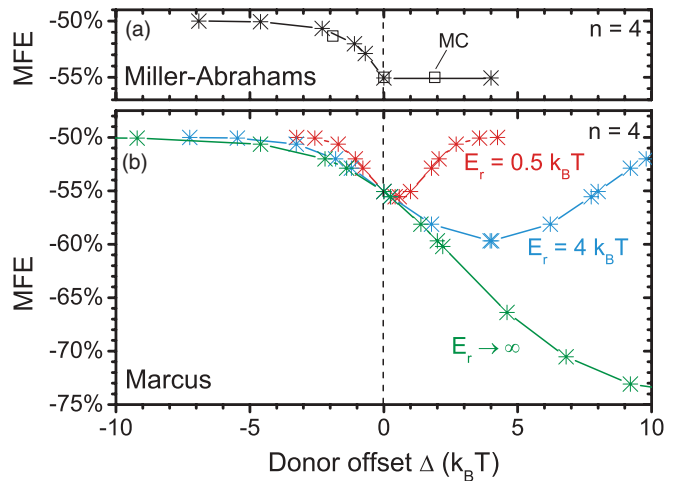 (a)
n = 4
MC
Miller-Abrahams
MFE
-50%
-55%
(b)
n = 4
E_r = 0.5 k_BT
E_r = 4 k_BT
E_r → ∞
Marcus
MFE
-50%
-55%
-60%
-65%
-70%
-75%
-10 -5 0 5 10
Donor offset Δ (k_BT)